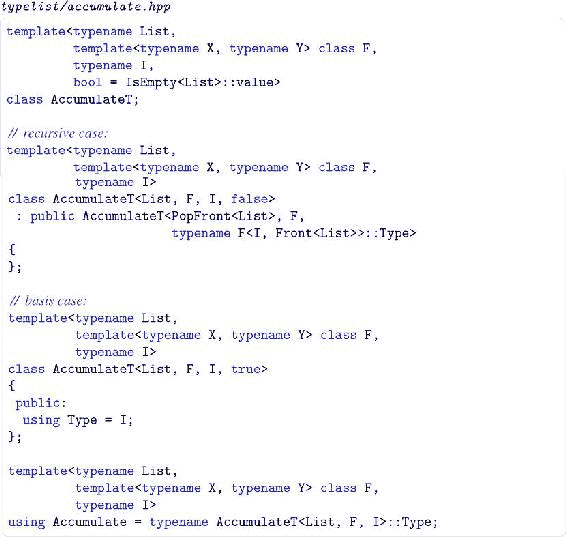 typelist/accumulate.hpp
template<typename List,
         template<typename X, typename Y> class F,
         typename I,
         bool = IsEmpty<List>::value>
class AccumulateT;

// recursive case:
template<typename List,
         template<typename X, typename Y> class F,
         typename I>
class AccumulateT<List, F, I, false>
 : public AccumulateT<PopFront<List>, F,
                      typename F<I, Front<List>>::Type>
{
};

// basis case:
template<typename List,
         template<typename X, typename Y> class F,
         typename I>
class AccumulateT<List, F, I, true>
{
 public:
  using Type = I;
};

template<typename List,
         template<typename X, typename Y> class F,
         typename I>
using Accumulate = typename AccumulateT<List, F, I>::Type;